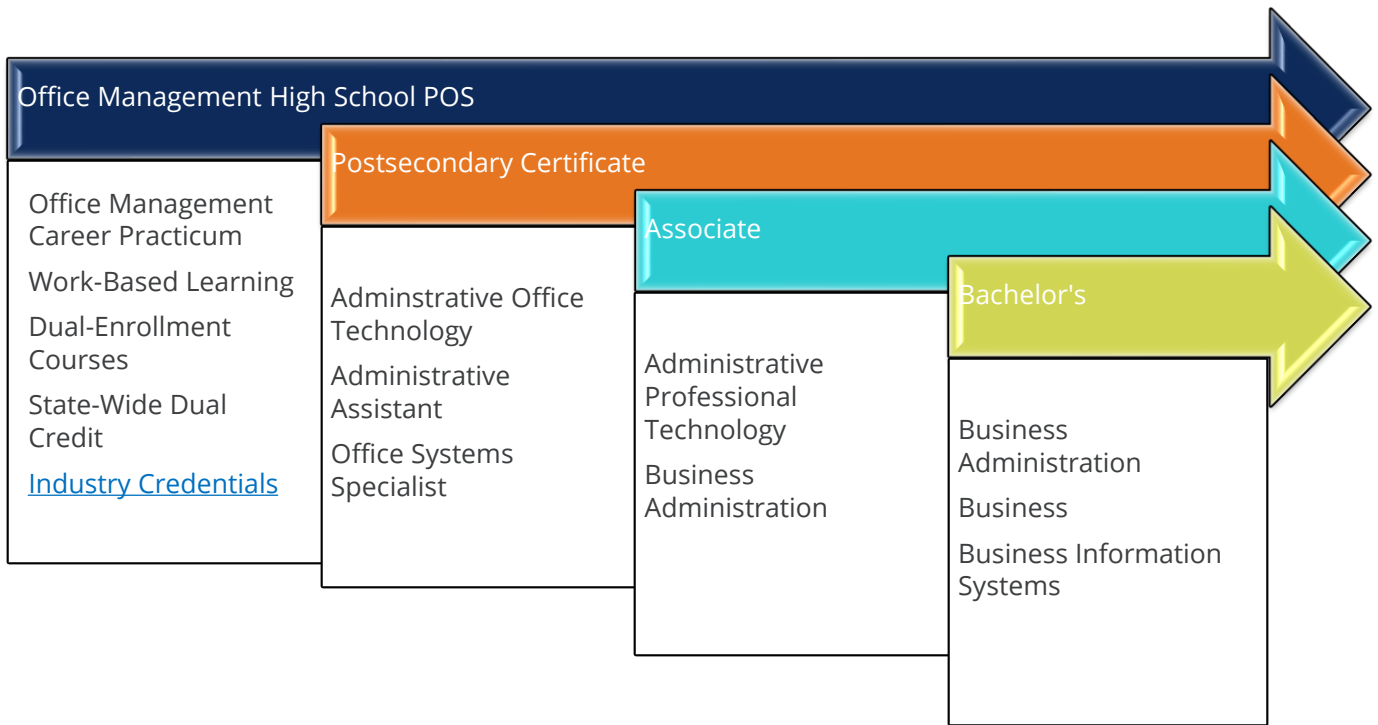 Office Management High School POS
Office Management
Career Practicum
Work-Based Learning
Dual-Enrollment
Courses
State-Wide Dual
Credit
Industry Credentials
Postsecondary Certificate
Adminstrative Office
Technology
Administrative
Assistant
Office Systems
Specialist
Associate
Administrative
Professional
Technology
Business
Administration
Bachelor's
Business
Administration
Business
Business Information
Systems